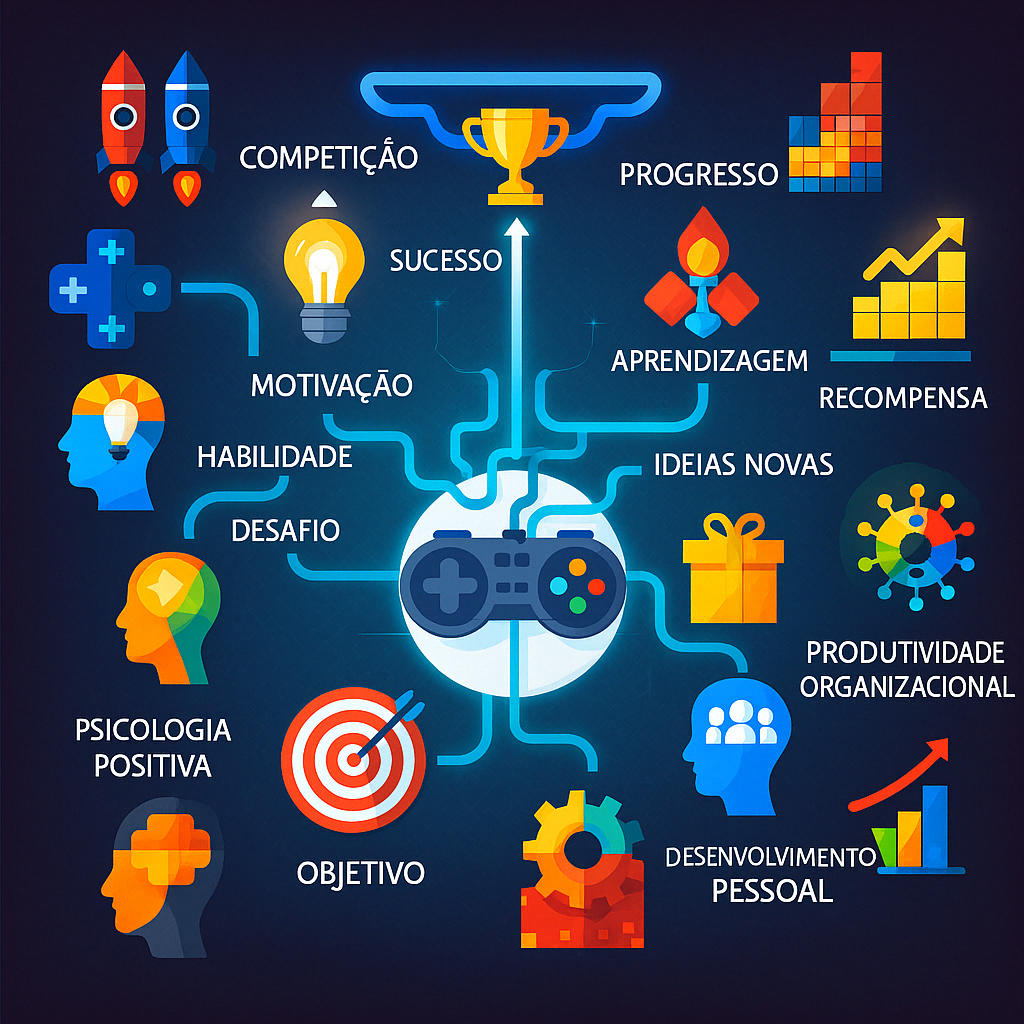 COMPETIÇÃO
PROGRESSO
SUCESSO
APRENDIZAGEM
MOTIVAÇÃO
RECOMPENSA
HABILIDADE
IDEIAS NOVAS
DESAFIO
PRODUTIVIDADE
ORGANIZACIONAL
PSICOLOGIA
POSITIVA
OBJETIVO
DESENVOLVIMENTO
PESSOAL